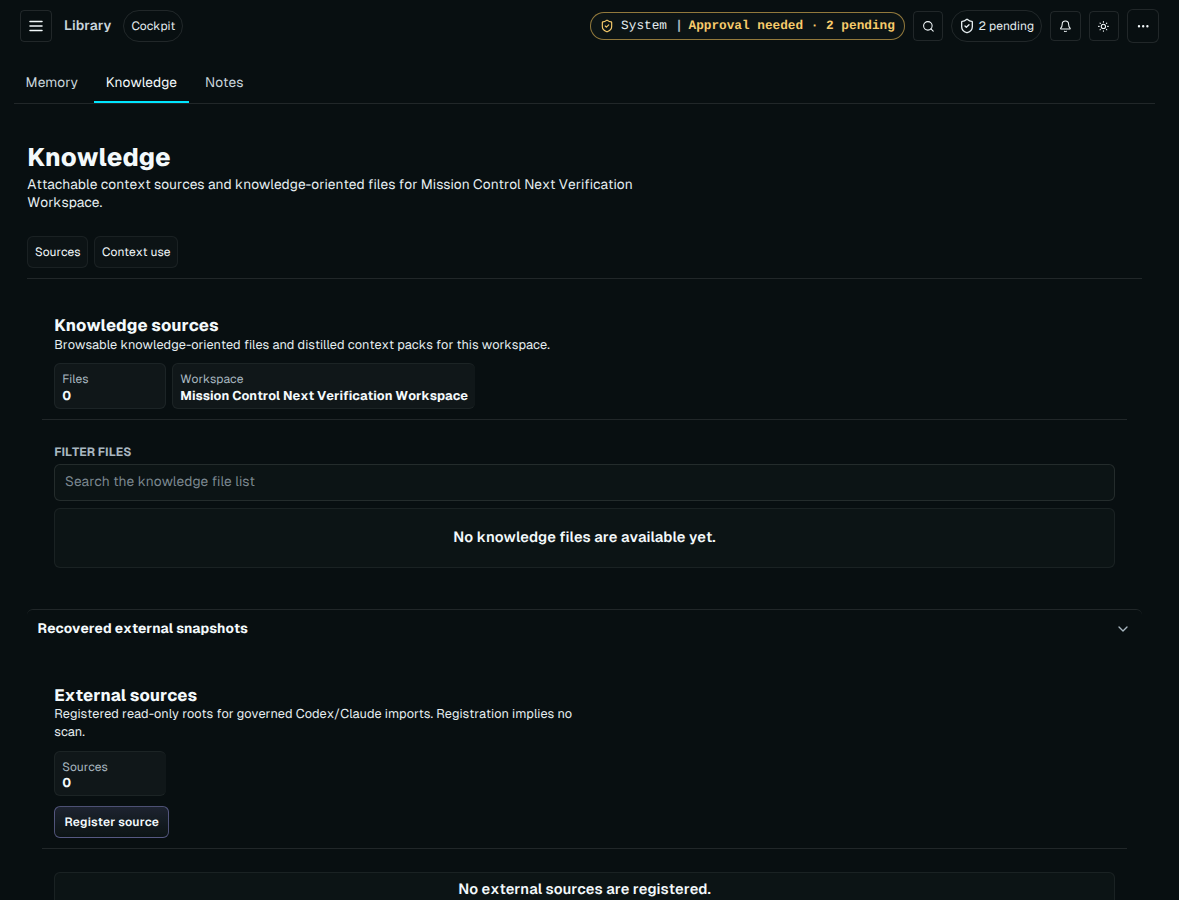 Library Cockpit System | Approval needed · 2 pending 2 pending
Memory Knowledge Notes
Knowledge
Attachable context sources and knowledge-oriented files for Mission Control Next Verification
Workspace.
Sources Context use
Knowledge sources
Browsable knowledge-oriented files and distilled context packs for this workspace.
Files
0
Workspace
Mission Control Next Verification Workspace
FILTER FILES
Search the knowledge file list
No knowledge files are available yet.
Recovered external snapshots
External sources
Registered read-only roots for governed Codex/Claude imports. Registration implies no
scan.
Sources
0
Register source
No external sources are registered.